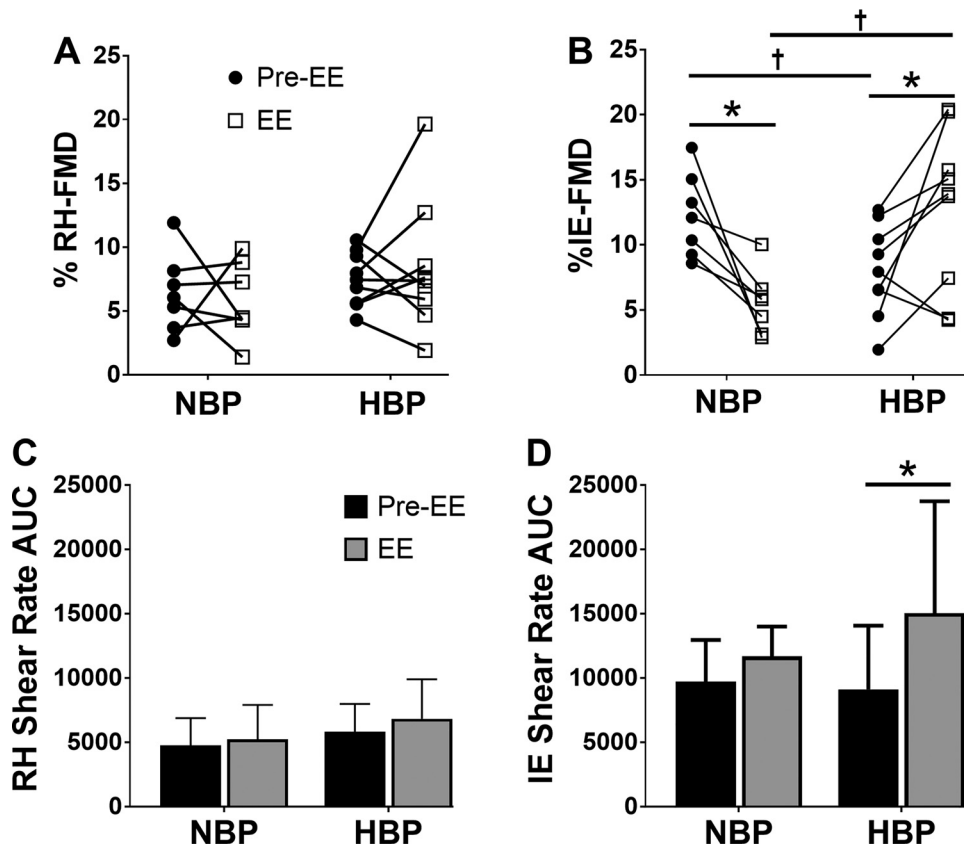 A
% RH-FMD
25
20
15
10
5
0
Pre-EE
EE
NBP HBP
B
%IE-FMD
25
20
15
10
5
0
†
†
*
*
NBP HBP
C
RH Shear Rate AUC
25000
20000
15000
10000
5000
0
Pre-EE
EE
NBP HBP
D
IE Shear Rate AUC
25000
20000
15000
10000
5000
0
*
NBP HBP